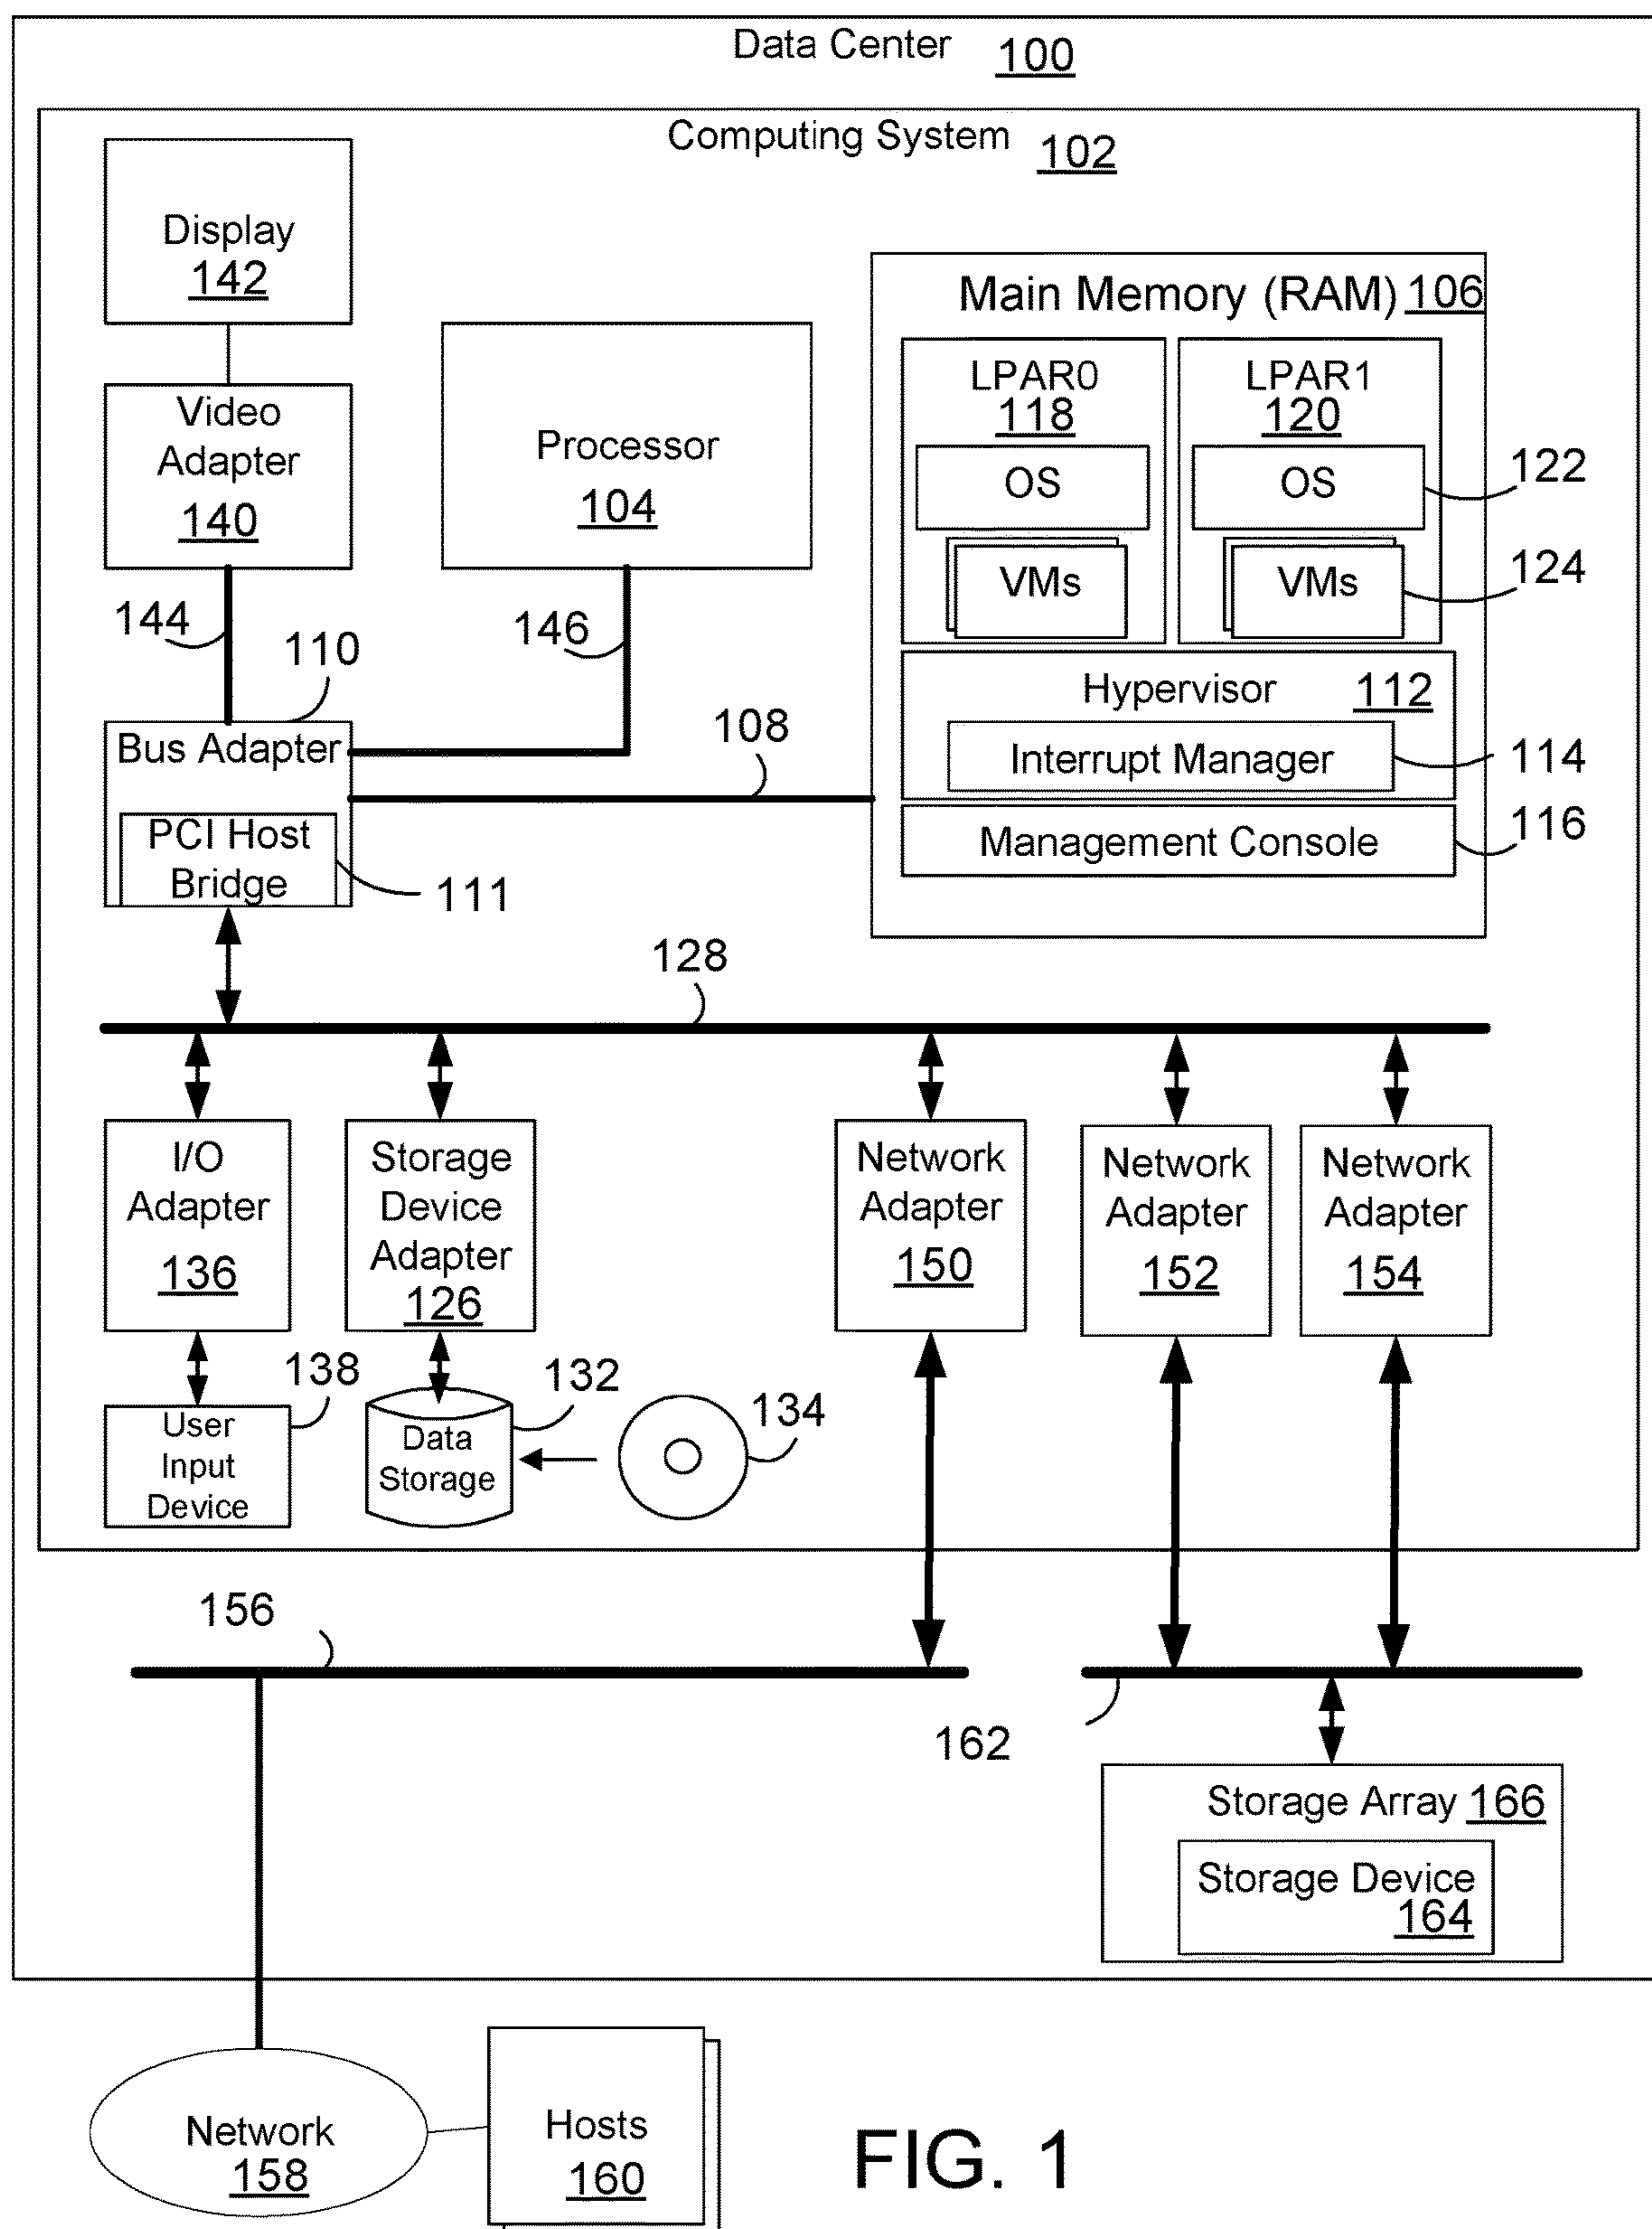 Data Center 100
Computing System 102
Display
142
Video
Adapter
140
Processor
104
Main Memory (RAM) 106
LPAR0
118
OS
VMs
LPAR1
120
OS
VMs
122
124
Hypervisor 112
Interrupt Manager
114
Management Console
116
144
146
110
108
Bus Adapter
PCI Host
Bridge
111
128
I/O
Adapter
136
Storage
Device
Adapter
126
Network
Adapter
150
Network
Adapter
152
Network
Adapter
154
138
User
Input
Device
132
Data
Storage
134
156
162
Storage Array 166
Storage Device
164
Network
158
Hosts
160
FIG. 1